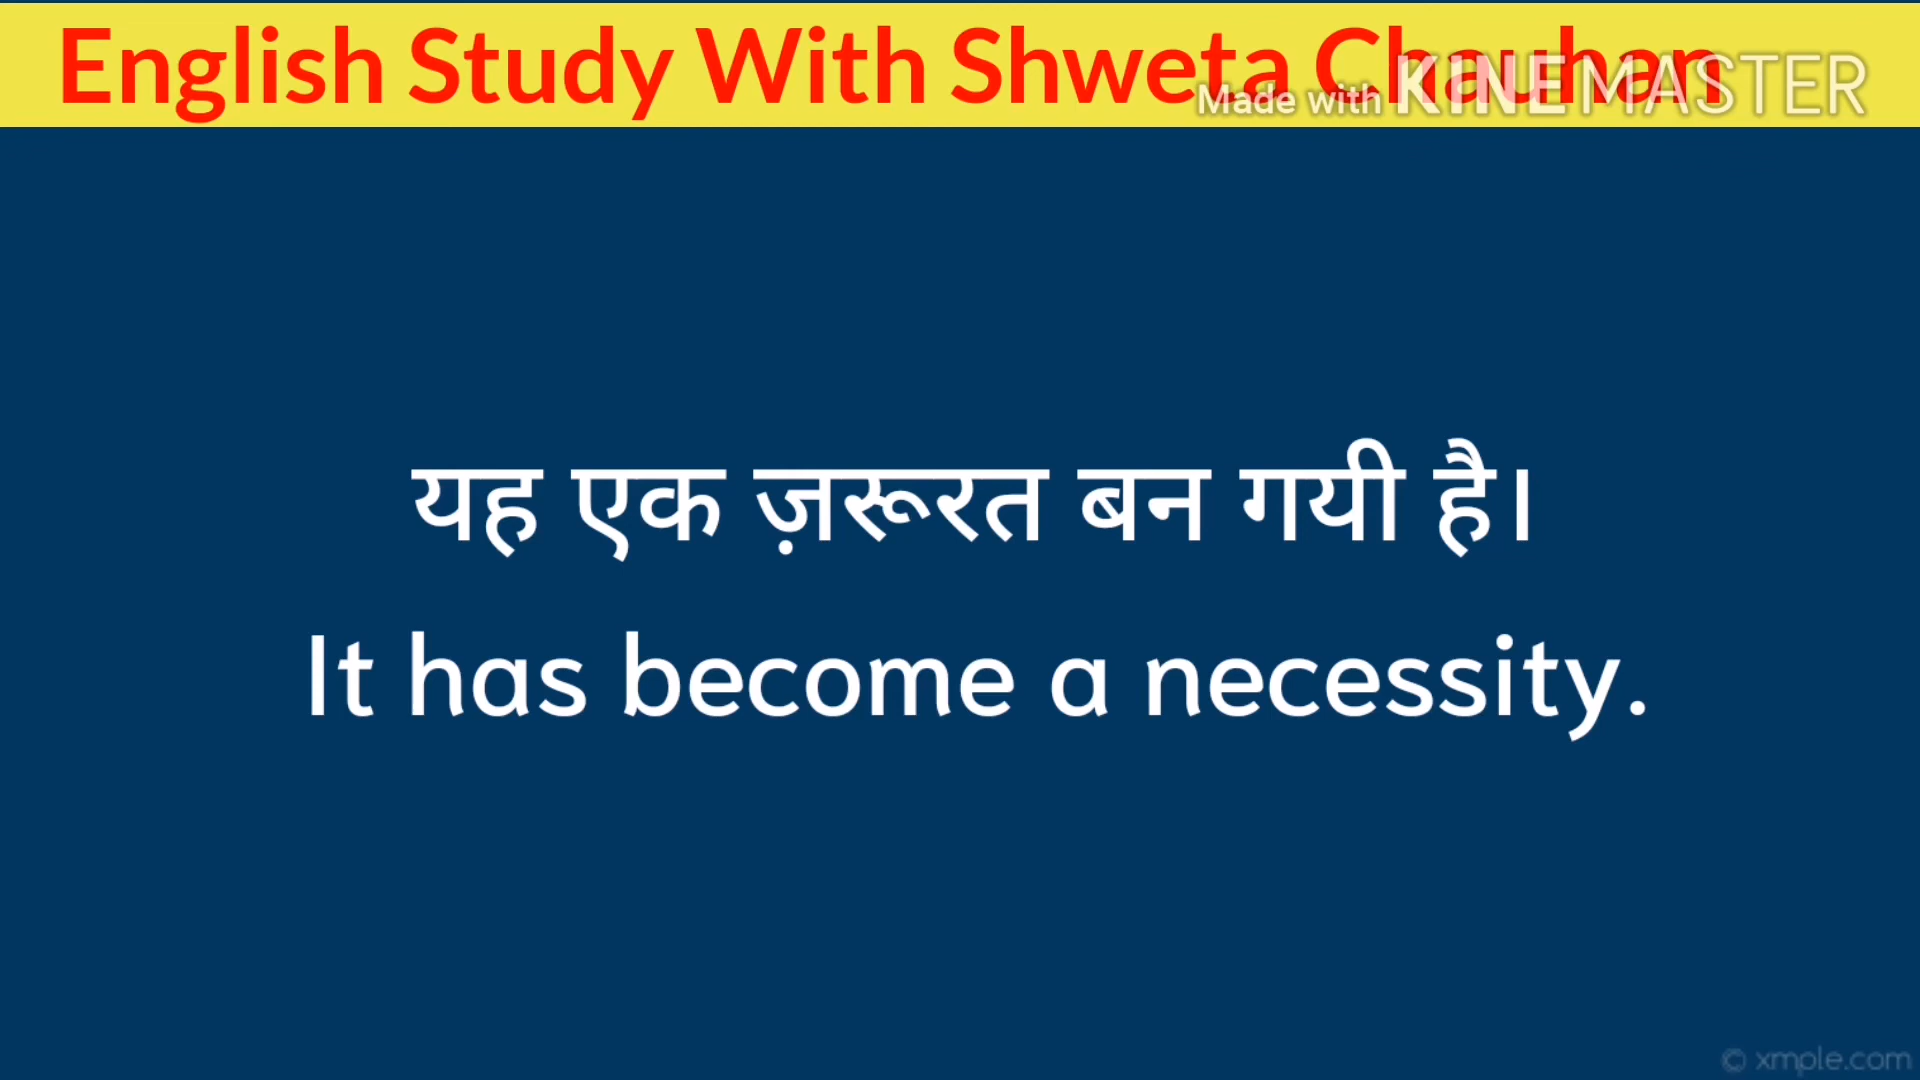 English Study With Shweta Chauhan
Made with KINEMASTER
यह एक ज़रूरत बन गयी है।
It has become a necessity.
© xmple.com